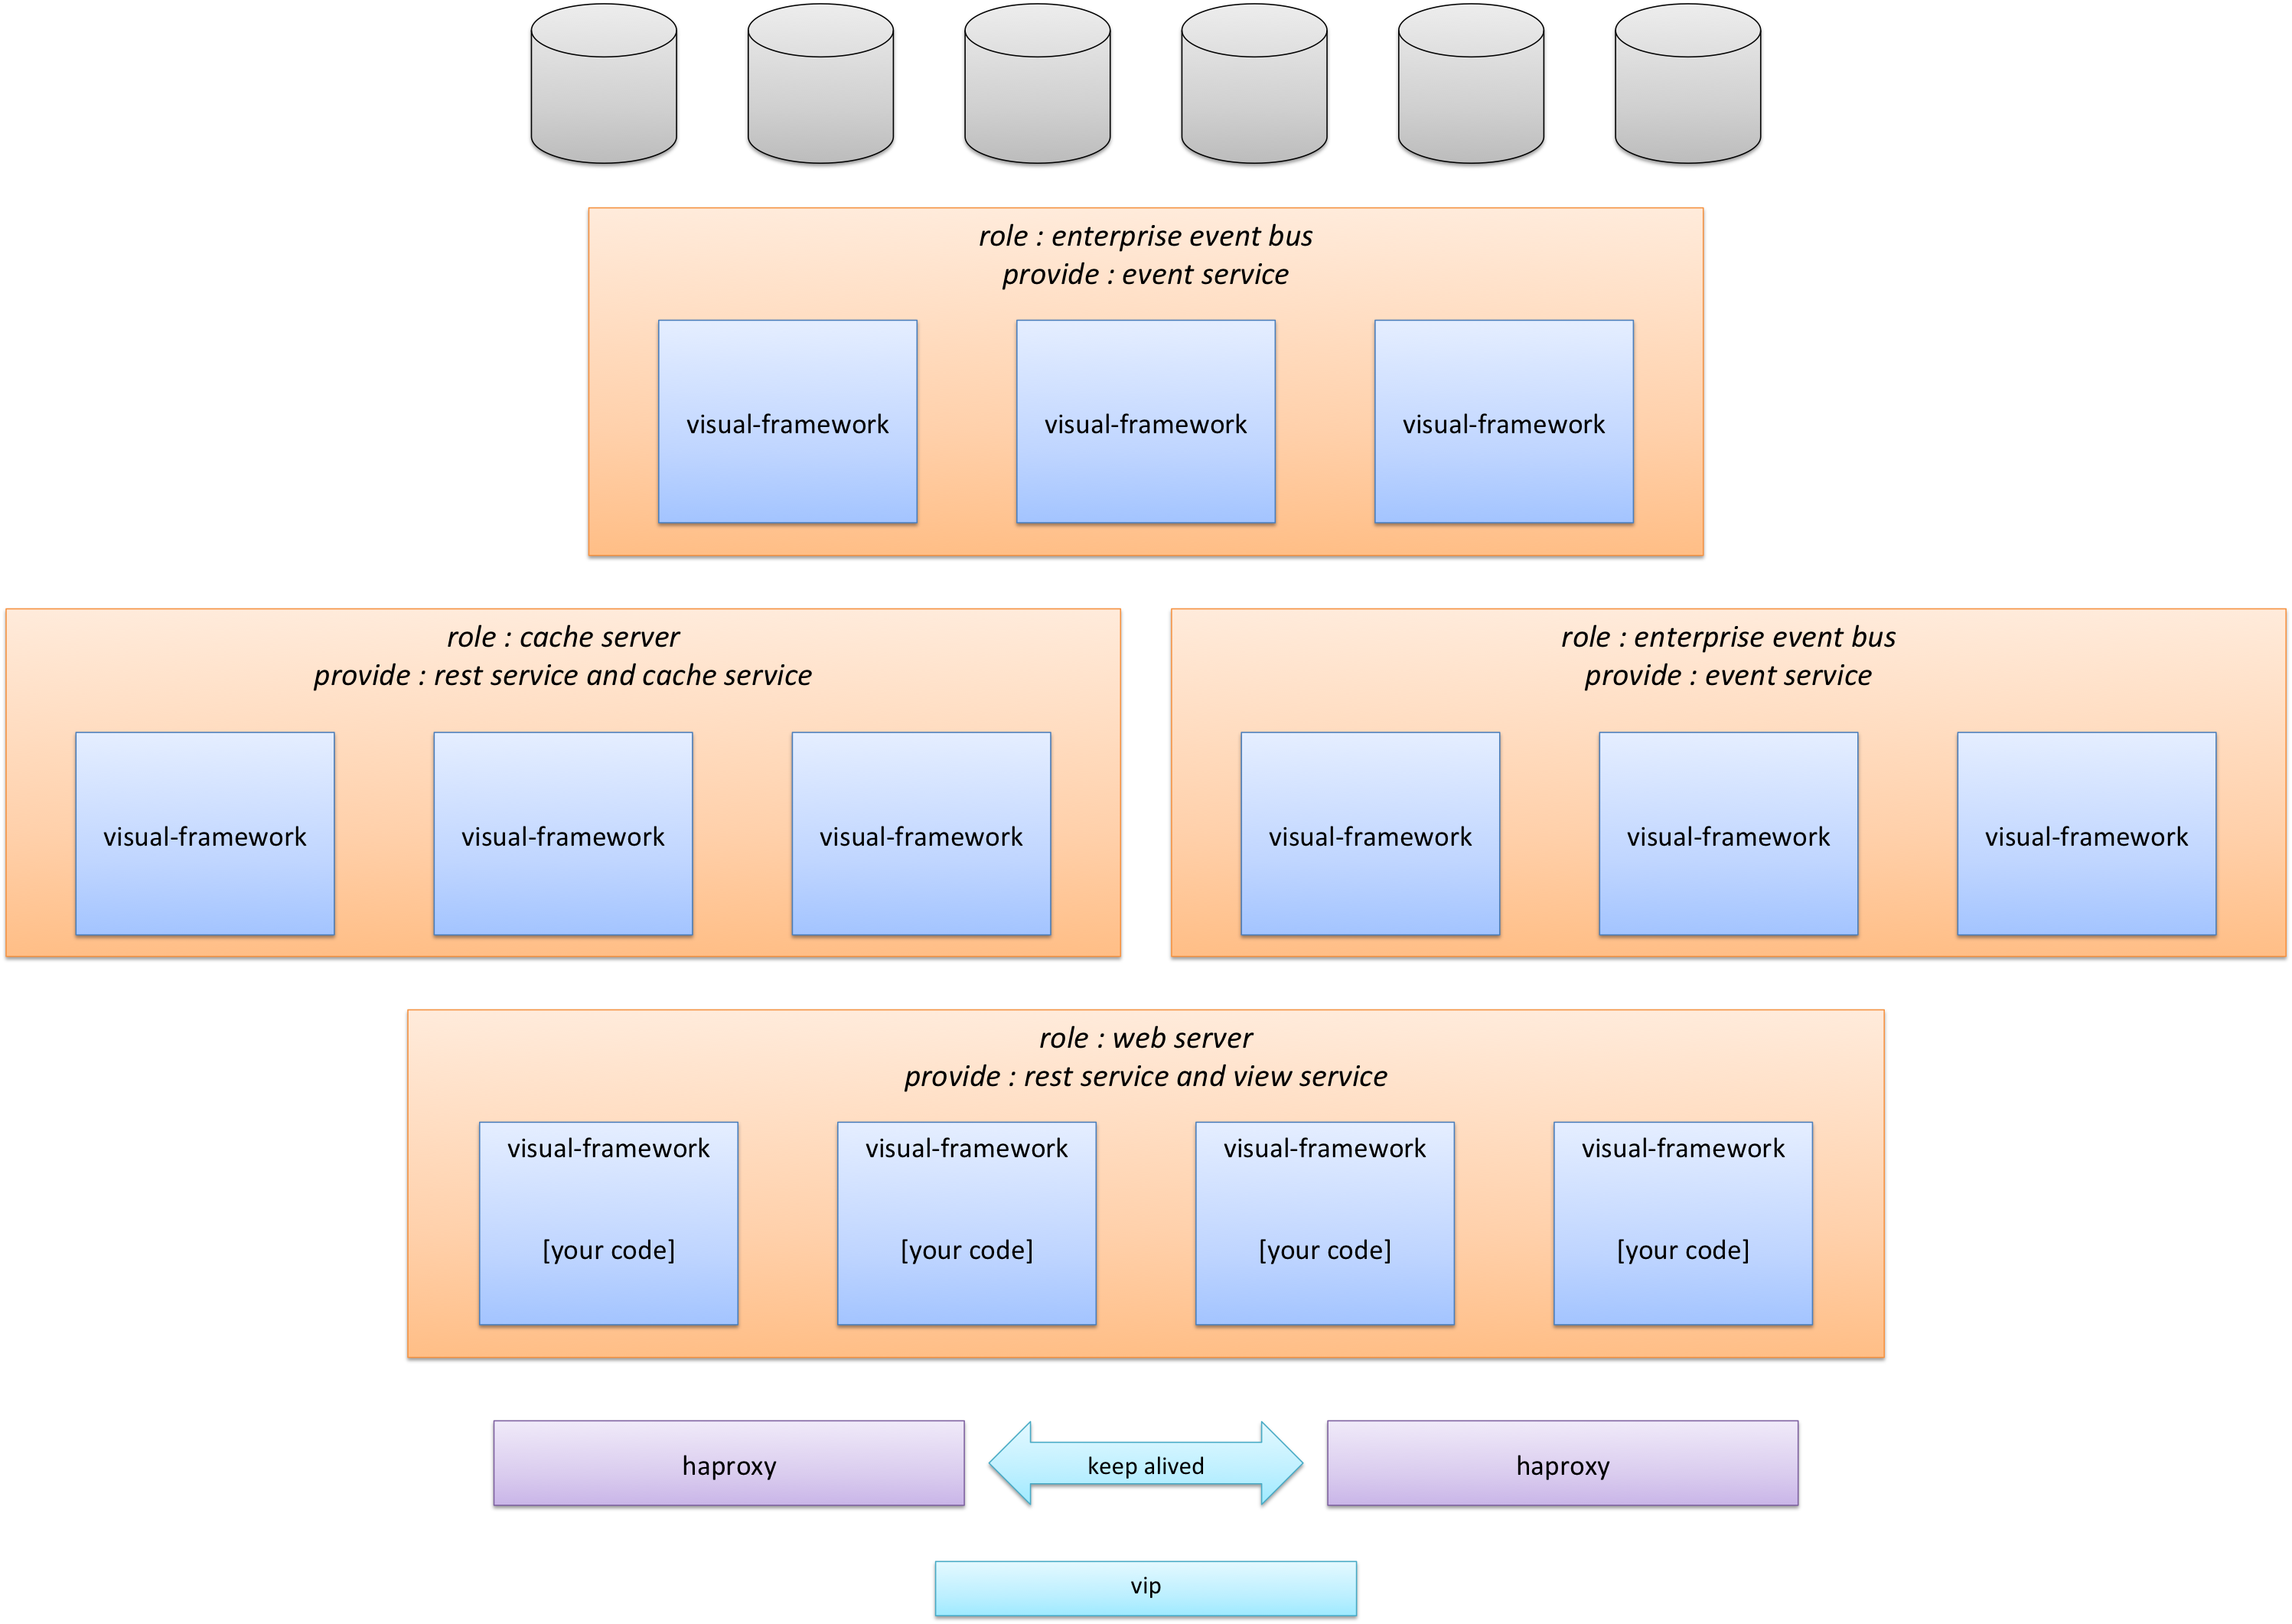 role : enterprise event bus
provide : event service
visual-framework
visual-framework
visual-framework
role : cache server
provide : rest service and cache service
visual-framework
visual-framework
visual-framework
role : enterprise event bus
provide : event service
visual-framework
visual-framework
visual-framework
role : web server
provide : rest service and view service
visual-framework
[your code]
visual-framework
[your code]
visual-framework
[your code]
visual-framework
[your code]
haproxy
keep alived
haproxy
vip